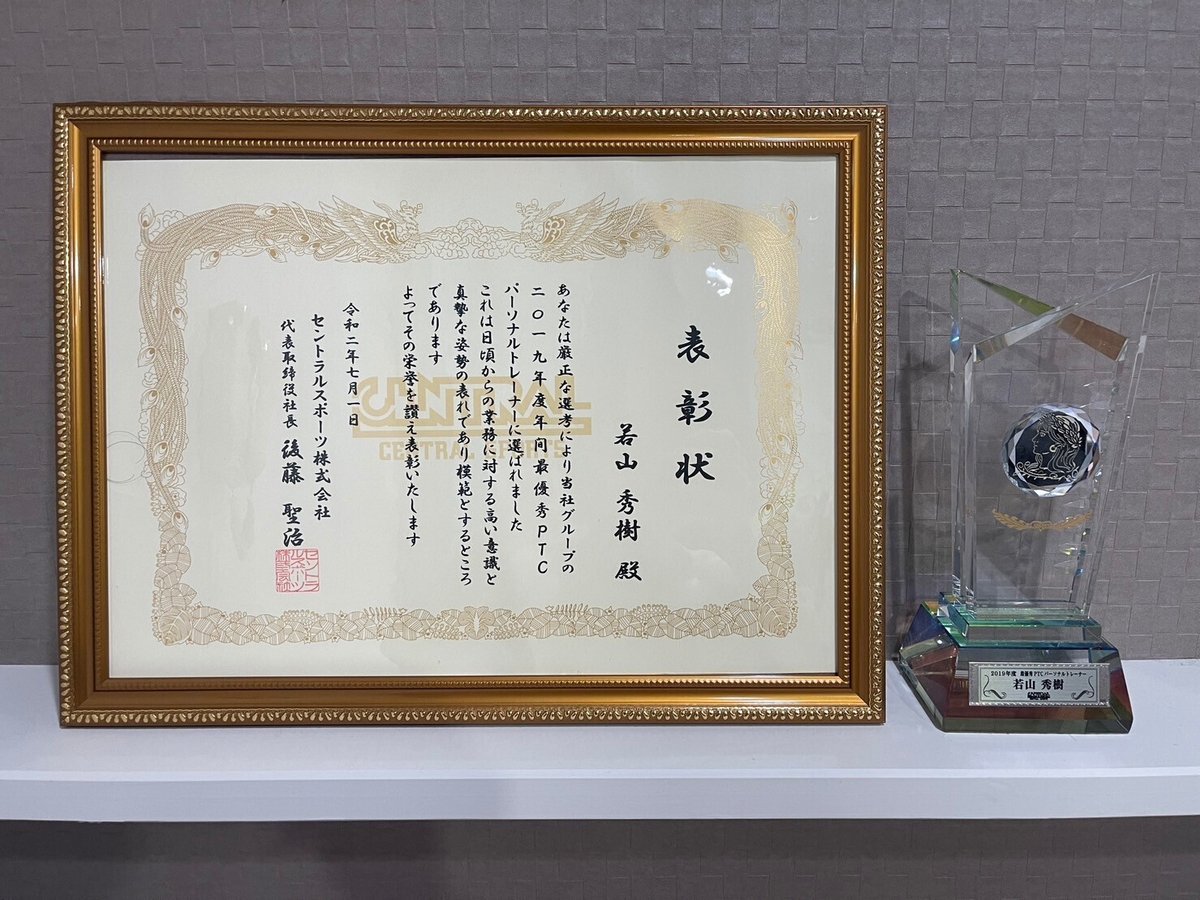 表彰状
若山 秀樹 殿
あなたは厳正な選考により当社グループの
二〇一九年度年間最優秀PTC
パーソナルトレーナーに選ばれました
これは日頃からの業務に対する高い意識と
真摯な姿勢の表れであり模範とするところ
であります
よってその栄誉を讃え表彰いたします
令和二年七月一日
セントラルスポーツ株式会社
代表取締役社長 後藤 聖治
CENTRAL
CENTRAL SPORTS
2019年度 最優秀PTCパーソナルトレーナー
若山 秀樹